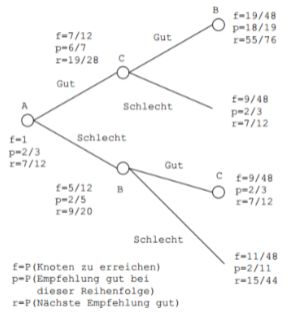 B
f=19/48
p=18/19
r=55/76
f=7/12
p=6/7
r=19/28
Gut
C
Gut
A
Schlecht
f=9/48
p=2/3
r=7/12
f=1
p=2/3
r=7/12
Schlecht
Gut
C
f=9/48
p=2/3
r=7/12
f=5/12
p=2/5
r=9/20
B
Schlecht
f=11/48
p=2/11
r=15/44
f=P(Knoten zu erreichen)
p=P(Empfehlung gut bei
dieser Reihenfolge)
r=P(Nächste Empfehlung gut)